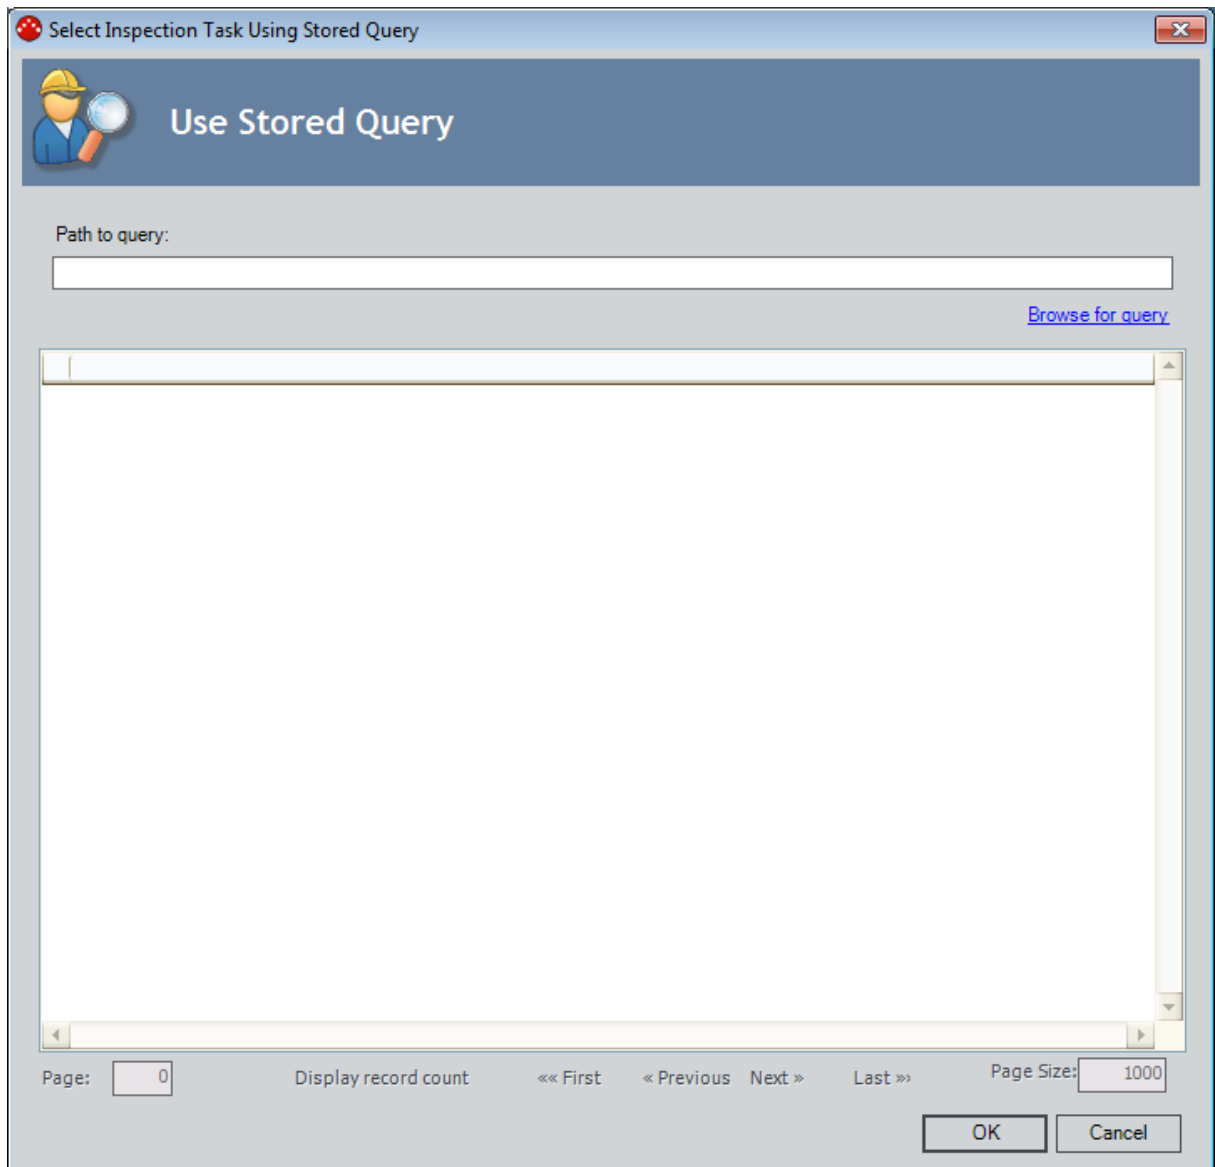 Select Inspection Task Using Stored Query
Use Stored Query
Path to query:
Browse for query
Page: 0 Display record count «« First « Previous Next » Last »» Page Size: 1000
OK Cancel